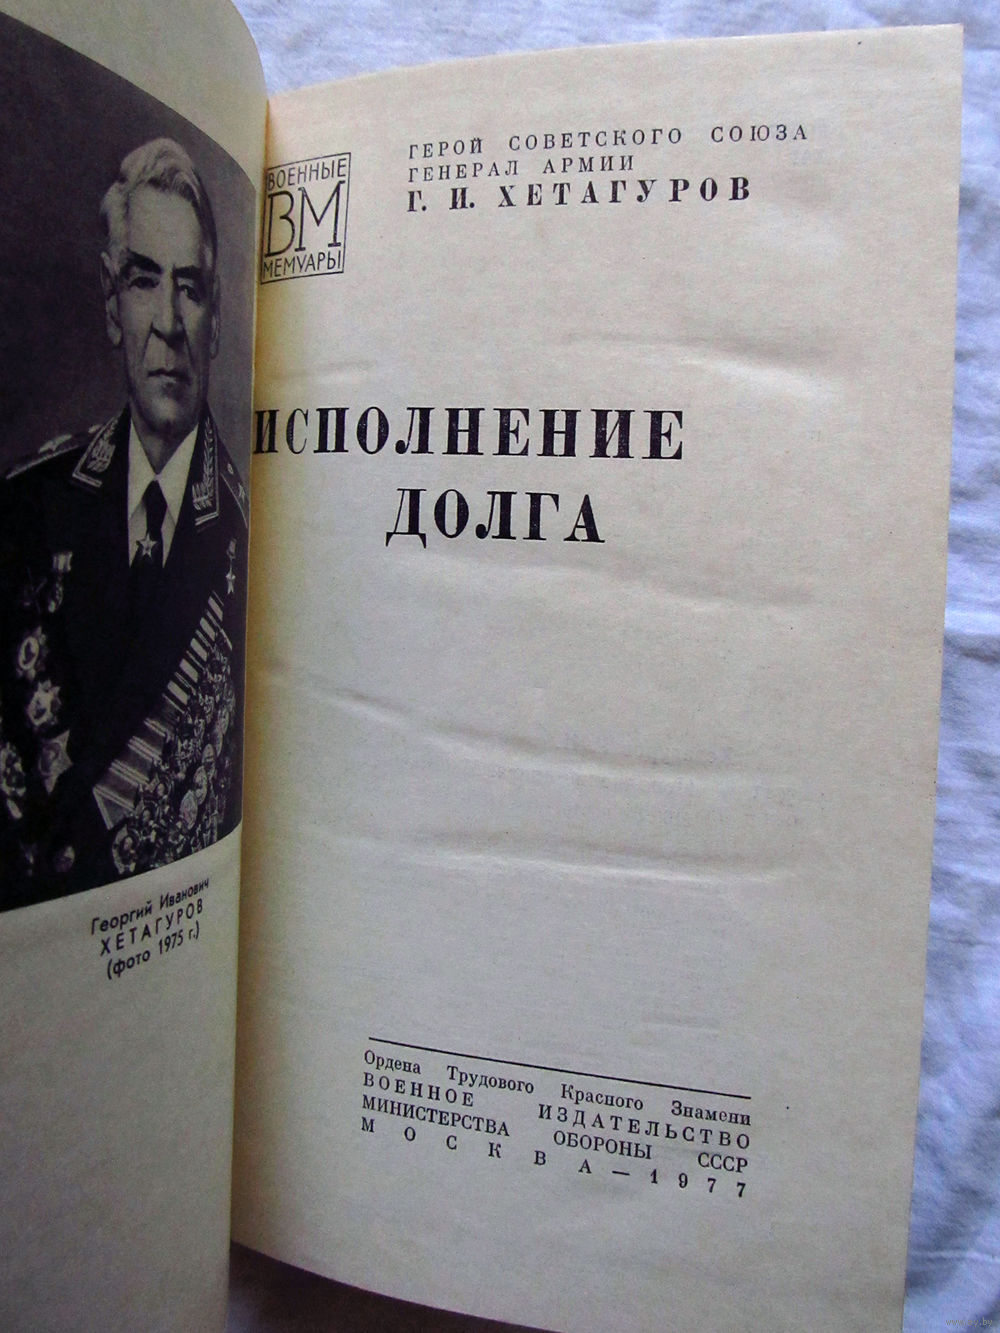 Георгий Иванович
ХЕТАГУРОВ
(фото 1975 г.)
ВОЕННЫЕ
ВМ
МЕМУАРЫ
ГЕРОЙ СОВЕТСКОГО СОЮЗА
ГЕНЕРАЛ АРМИИ
Г. И. ХЕТАГУРОВ
ИСПОЛНЕНИЕ
ДОЛГА
Ордена Трудового Красного Знамени
ВОЕННОЕ ИЗДАТЕЛЬСТВО
МИНИСТЕРСТВА ОБОРОНЫ СССР
МОСКВА — 1977